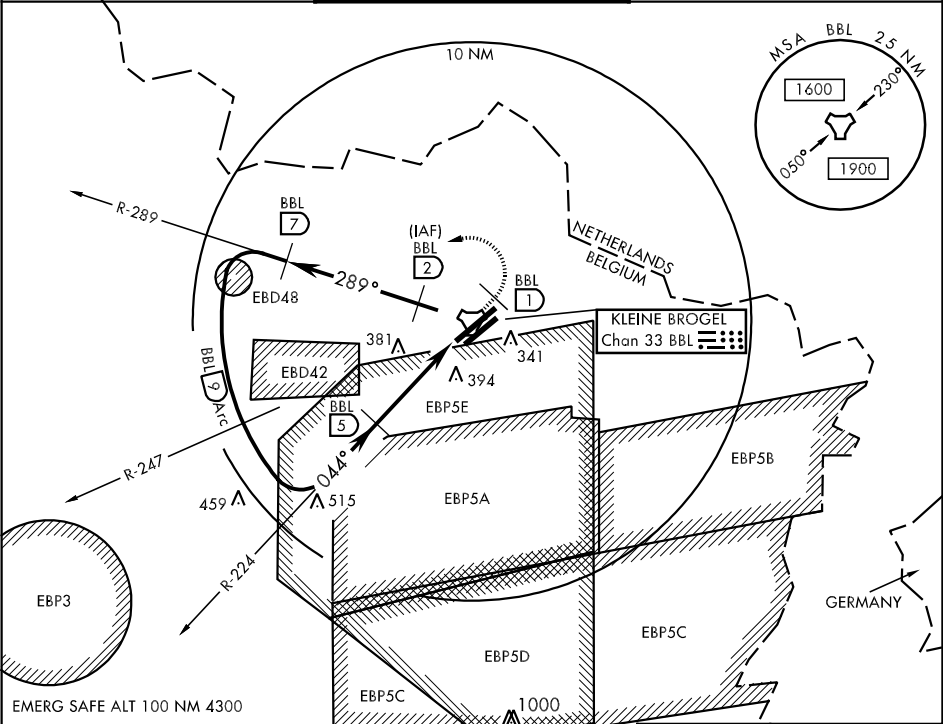 10 NM
MSA BBL 25 NM
1600
230°
050°
1900
R-289
BBL
7
(IAF)
BBL
2
289°
NETHERLANDS
BELGIUM
BBL
1
EBD48
KLEINE BROGEL
Chan 33 BBL
381
341
394
EBD42
BBL 9 Arc
BBL
5
EBP5E
R-247
044°
EBP5B
EBP5A
459
515
R-224
EBP3
GERMANY
EBP5C
EBP5D
EBP5C
1000
EMERG SAFE ALT 100 NM 4300